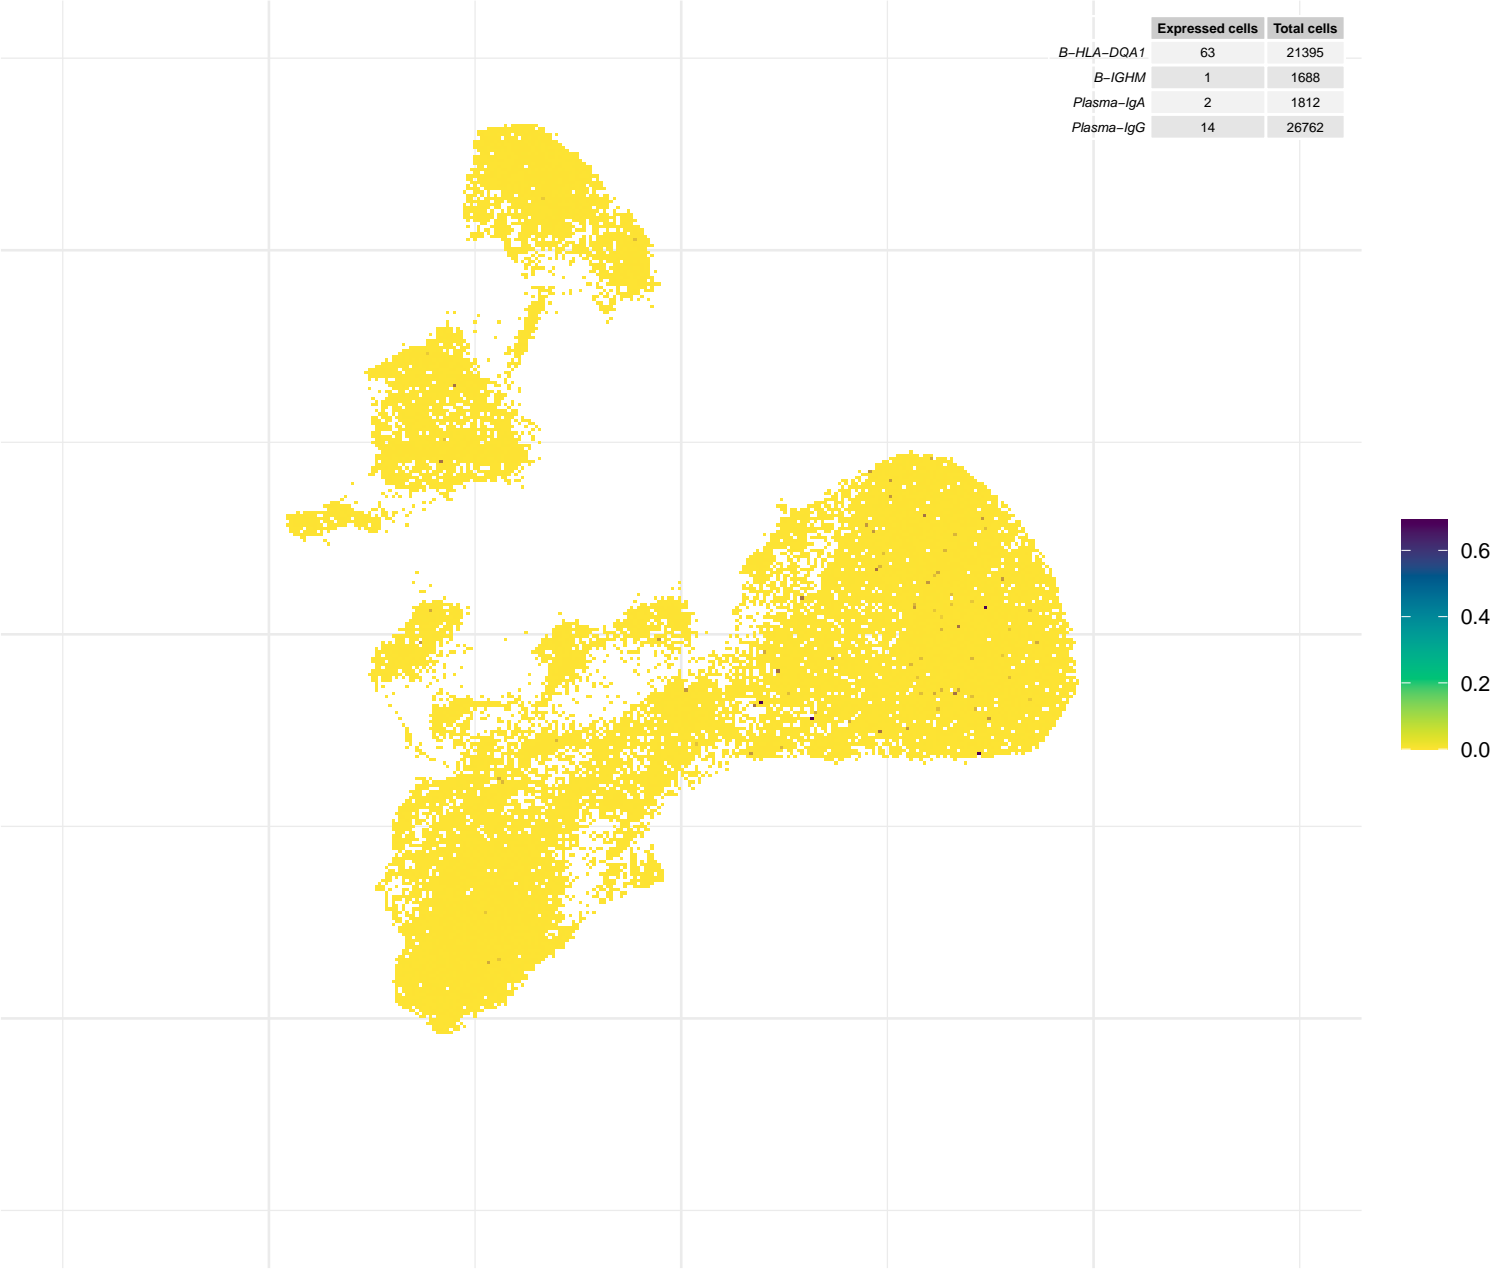 Expressed cells Total cells
B−HLA−DQA1 63 21395
B−IGHM 1 1688
Plasma−IgA 2 1812
Plasma−IgG 14 26762
0.6
0.4
0.2
0.0